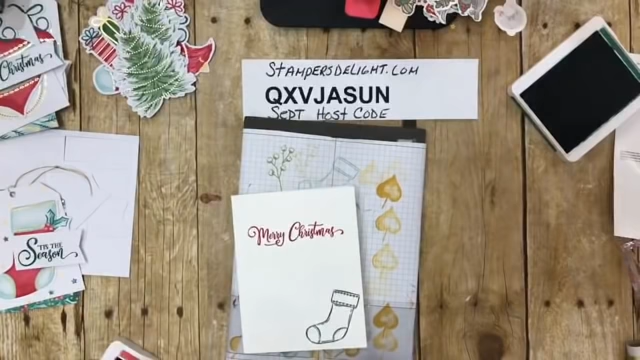 STAMPERSDELIGHT.COM
QXVJASUN
SEPT HOST CODE
Christmas
Merry Christmas
'TIS THE
Season